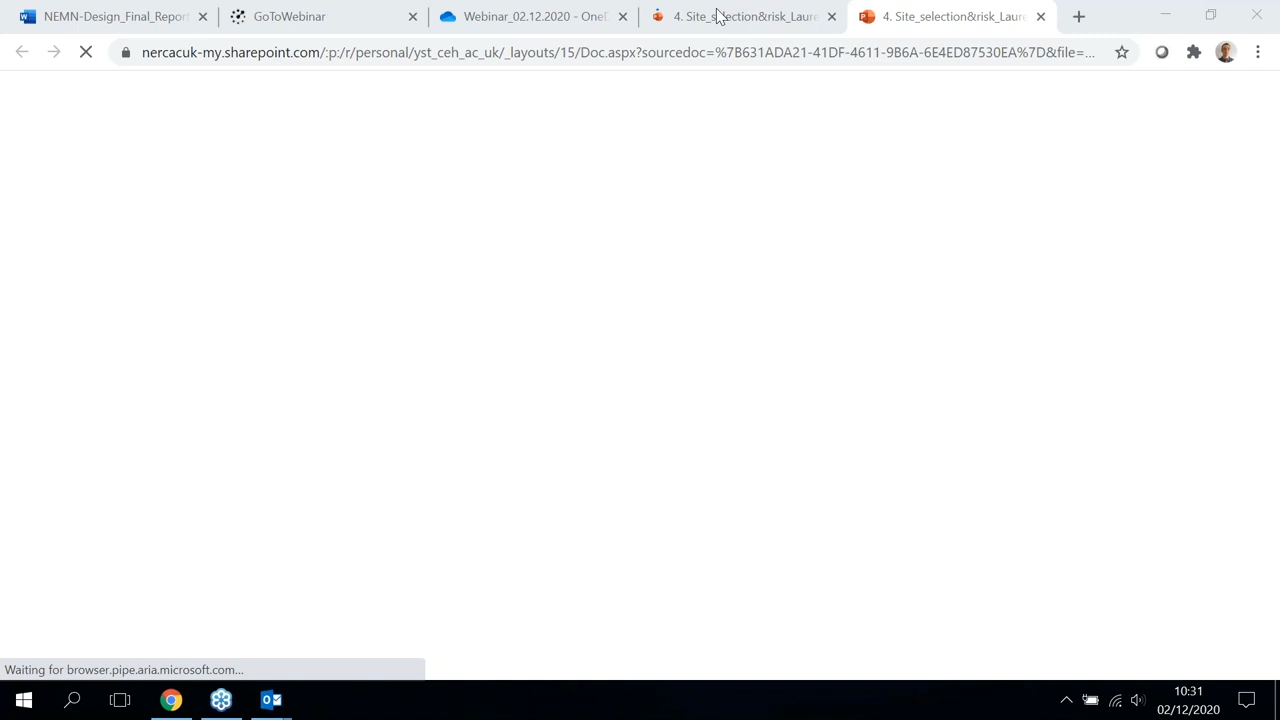 NEMN-Design_Final_Report
GoToWebinar
Webinar_02.12.2020 - OneD
4. Site_selection&risk_Laure
4. Site_selection&risk_Laure
nercacuk-my.sharepoint.com/:p:/r/personal/yst_ceh_ac_uk/_layouts/15/Doc.aspx?sourcedoc=%7B631ADA21-41DF-4611-9B6A-6E4ED87530EA%7D&file=...
Waiting for browser.pipe.aria.microsoft.com...
10:31
02/12/2020